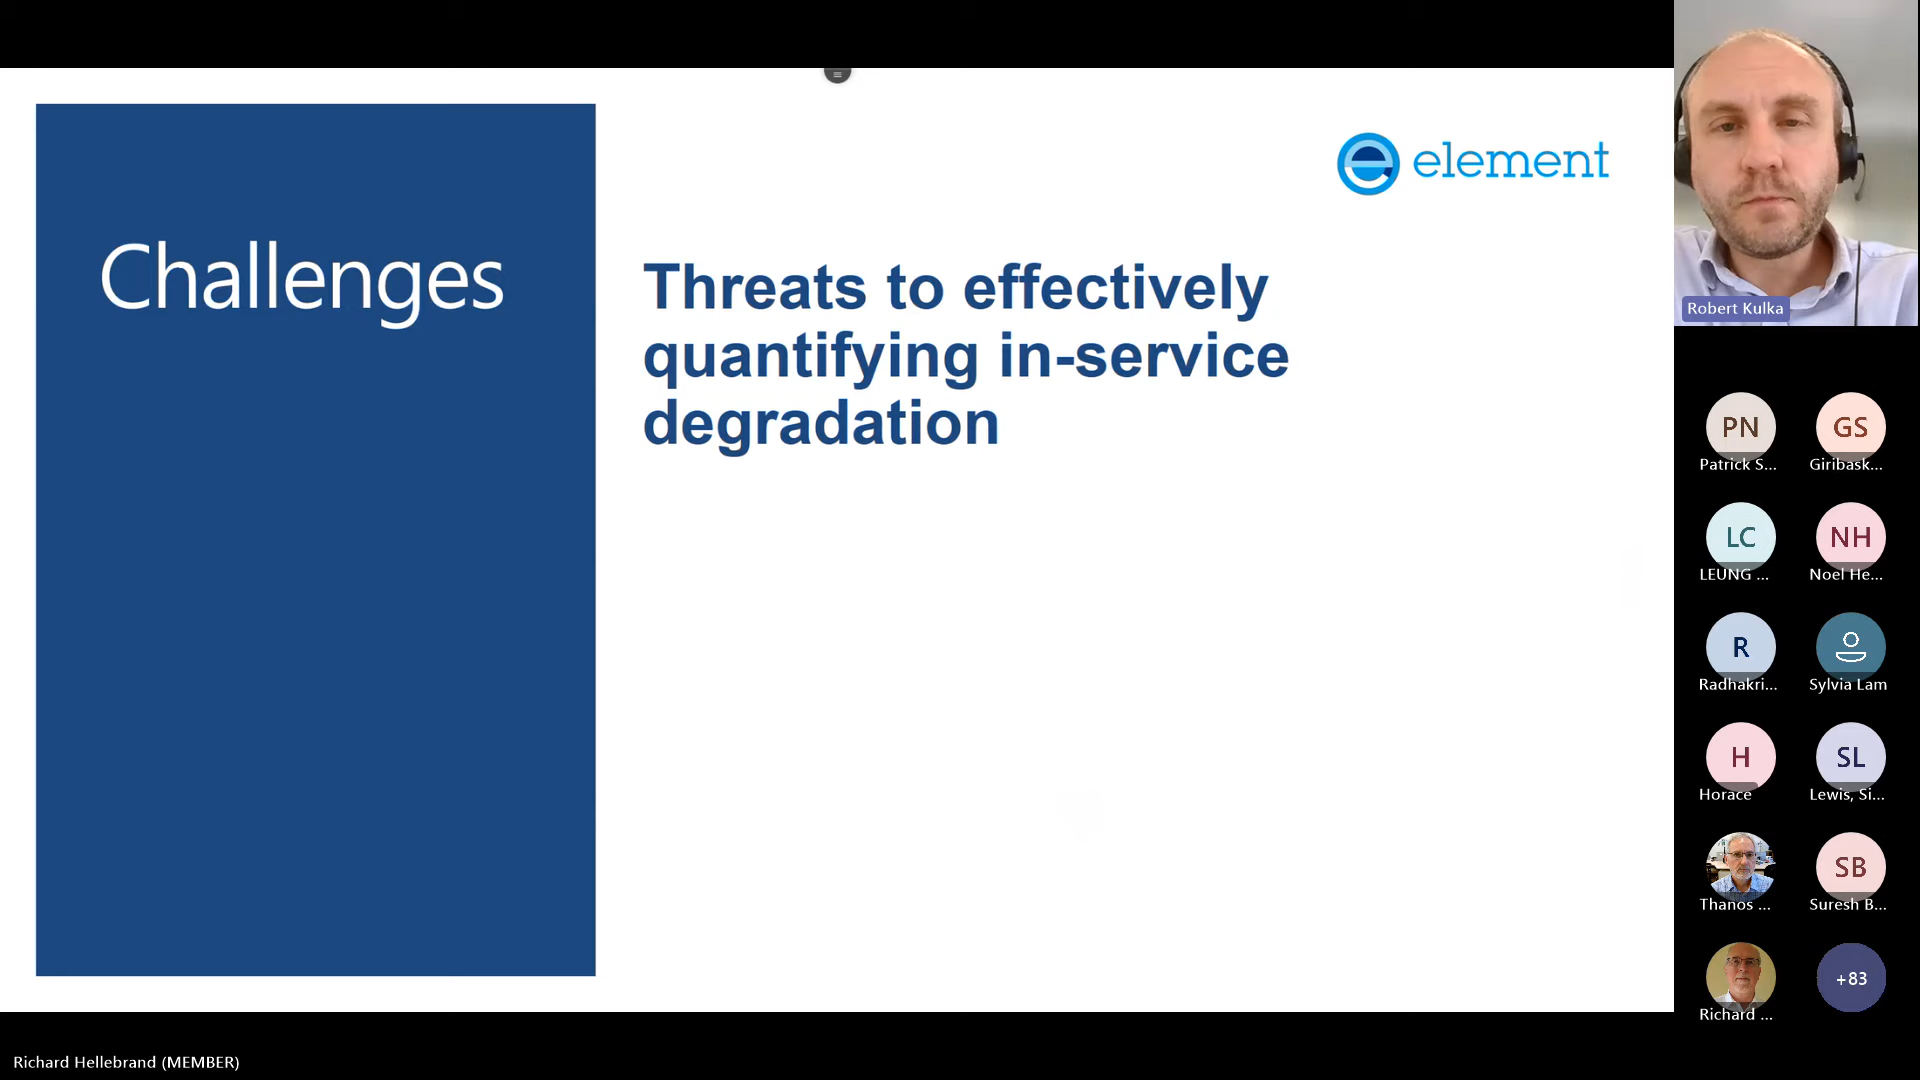 Challenges
element
Threats to effectively
quantifying in-service
degradation
Robert Kulka
PN
Patrick S...
GS
Giribask...
LC
LEUNG ...
NH
Noel He...
R
Radhakri...
Sylvia Lam
H
Horace
SL
Lewis, Si...
Thanos ...
SB
Suresh B...
Richard ...
+83
Richard Hellebrand (MEMBER)